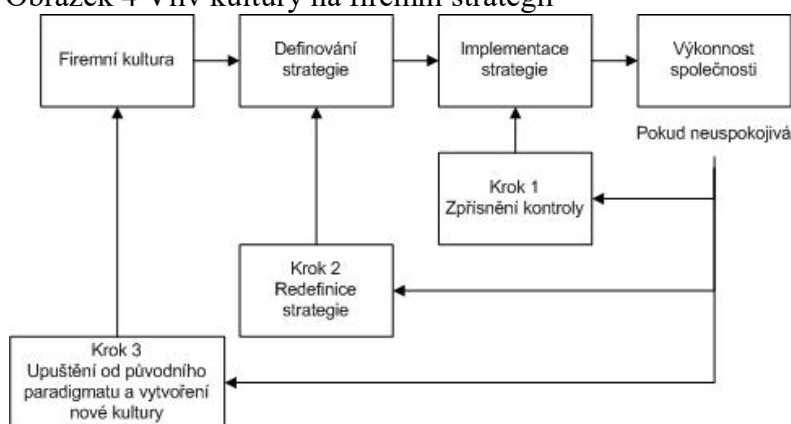 Obrázek 4 Vliv kultury na firemní strategii
Firemní kultura
Definování
strategie
Implementace
strategie
Výkonnost
společnosti
Pokud neuspokojivá
Krok 1
Zpřísnění kontroly
Krok 2
Redefinice
strategie
Krok 3
Upuštění od původního
paradigmatu a vytvoření
nové kultury